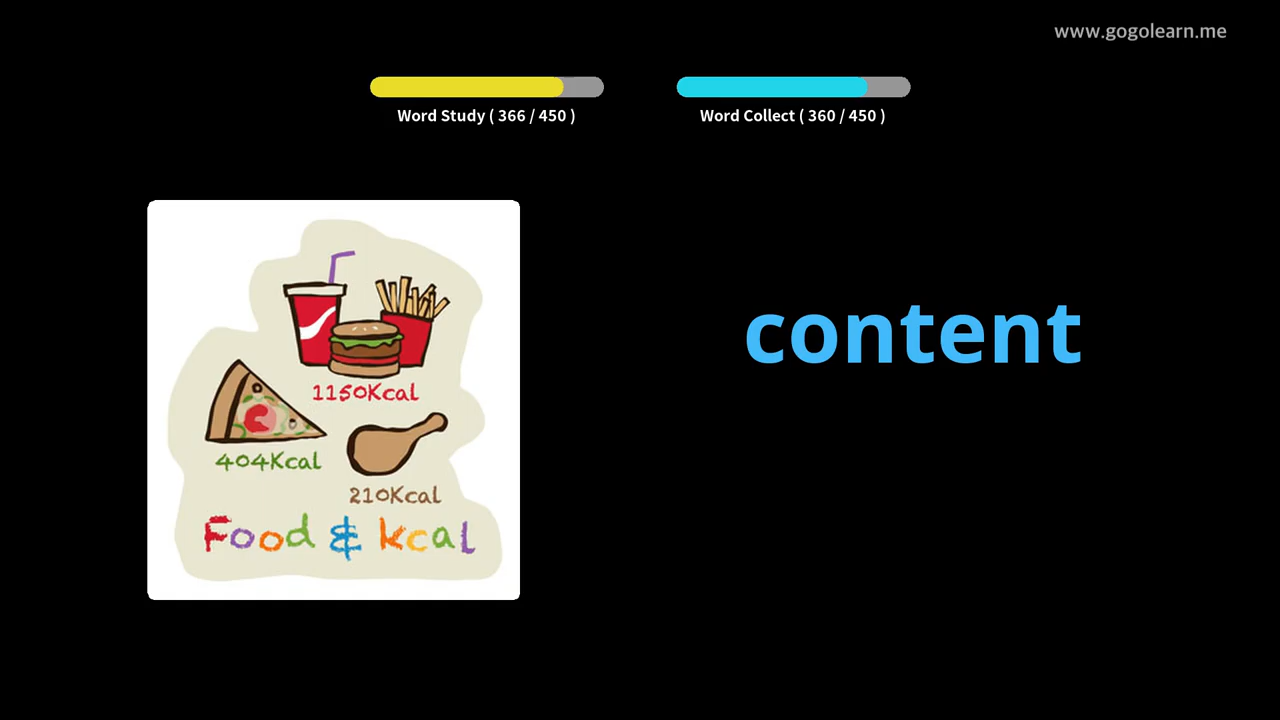 www.gogolearn.me
Word Study ( 366 / 450 )
Word Collect ( 360 / 450 )
1150Kcal
404Kcal
210Kcal
Food & kcal
content